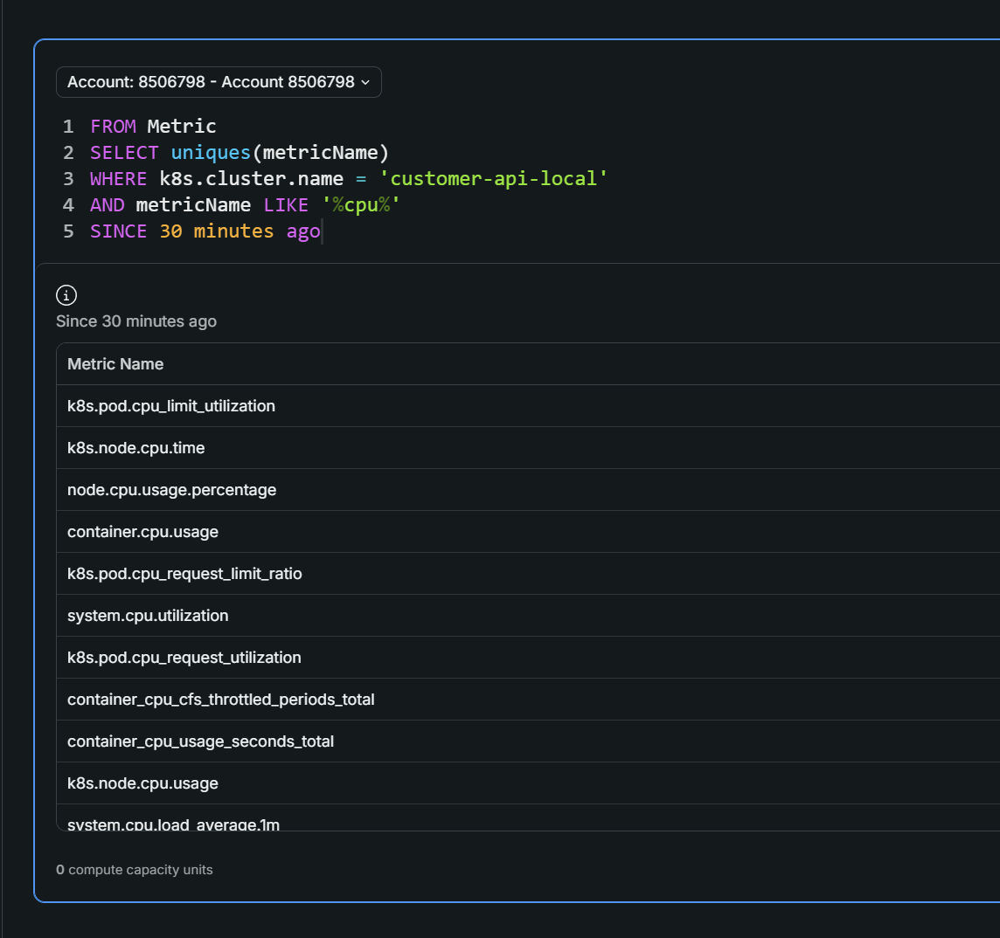 Account: 8506798 - Account 8506798
1 FROM Metric
2 SELECT uniques(metricName)
3 WHERE k8s.cluster.name = 'customer-api-local'
4 AND metricName LIKE '%cpu%'
5 SINCE 30 minutes ago
Since 30 minutes ago
Metric Name
k8s.pod.cpu_limit_utilization
k8s.node.cpu.time
node.cpu.usage.percentage
container.cpu.usage
k8s.pod.cpu_request_limit_ratio
system.cpu.utilization
k8s.pod.cpu_request_utilization
container_cpu_cfs_throttled_periods_total
container_cpu_usage_seconds_total
k8s.node.cpu.usage
system.cpu.load_average.1m
0 compute capacity units